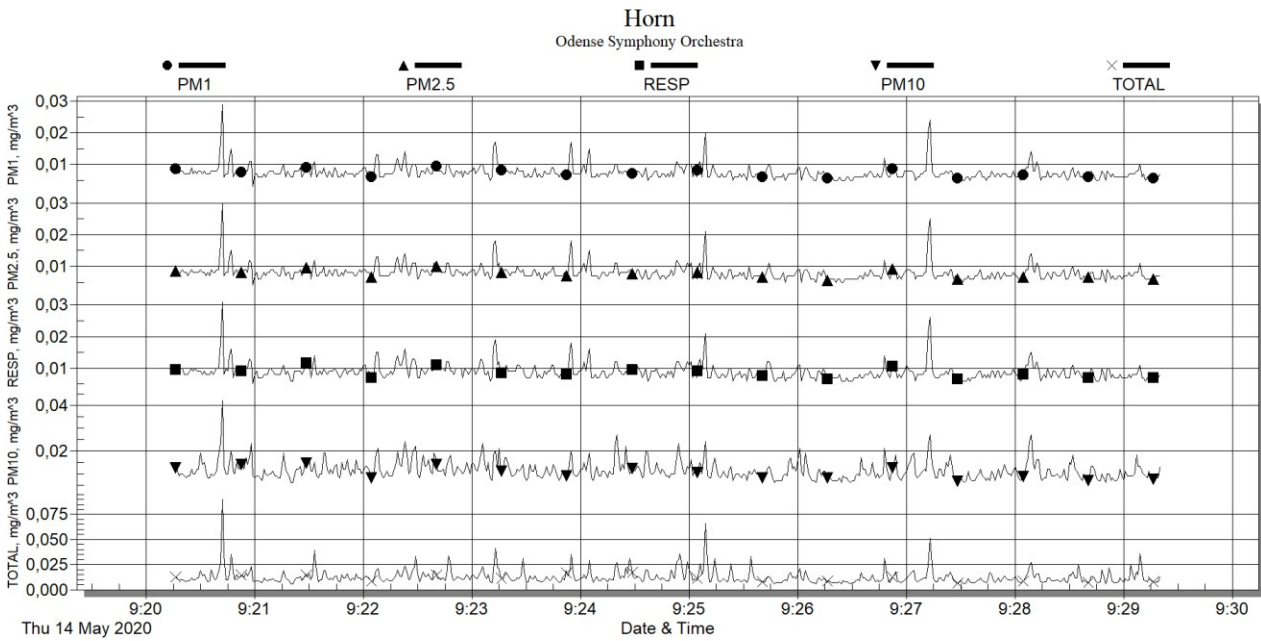 Horn
Odense Symphony Orchestra
PM1
PM2.5
RESP
PM10
TOTAL
PM1, mg/m^3
0,03
0,02
0,01
PM2.5, mg/m^3
0,03
0,02
0,01
RESP, mg/m^3
0,03
0,02
0,01
PM10, mg/m^3
0,04
0,02
TOTAL, mg/m^3
0,075
0,050
0,025
0,000
9:20 9:21 9:22 9:23 9:24 9:25 9:26 9:27 9:28 9:29 9:30
Thu 14 May 2020
Date & Time